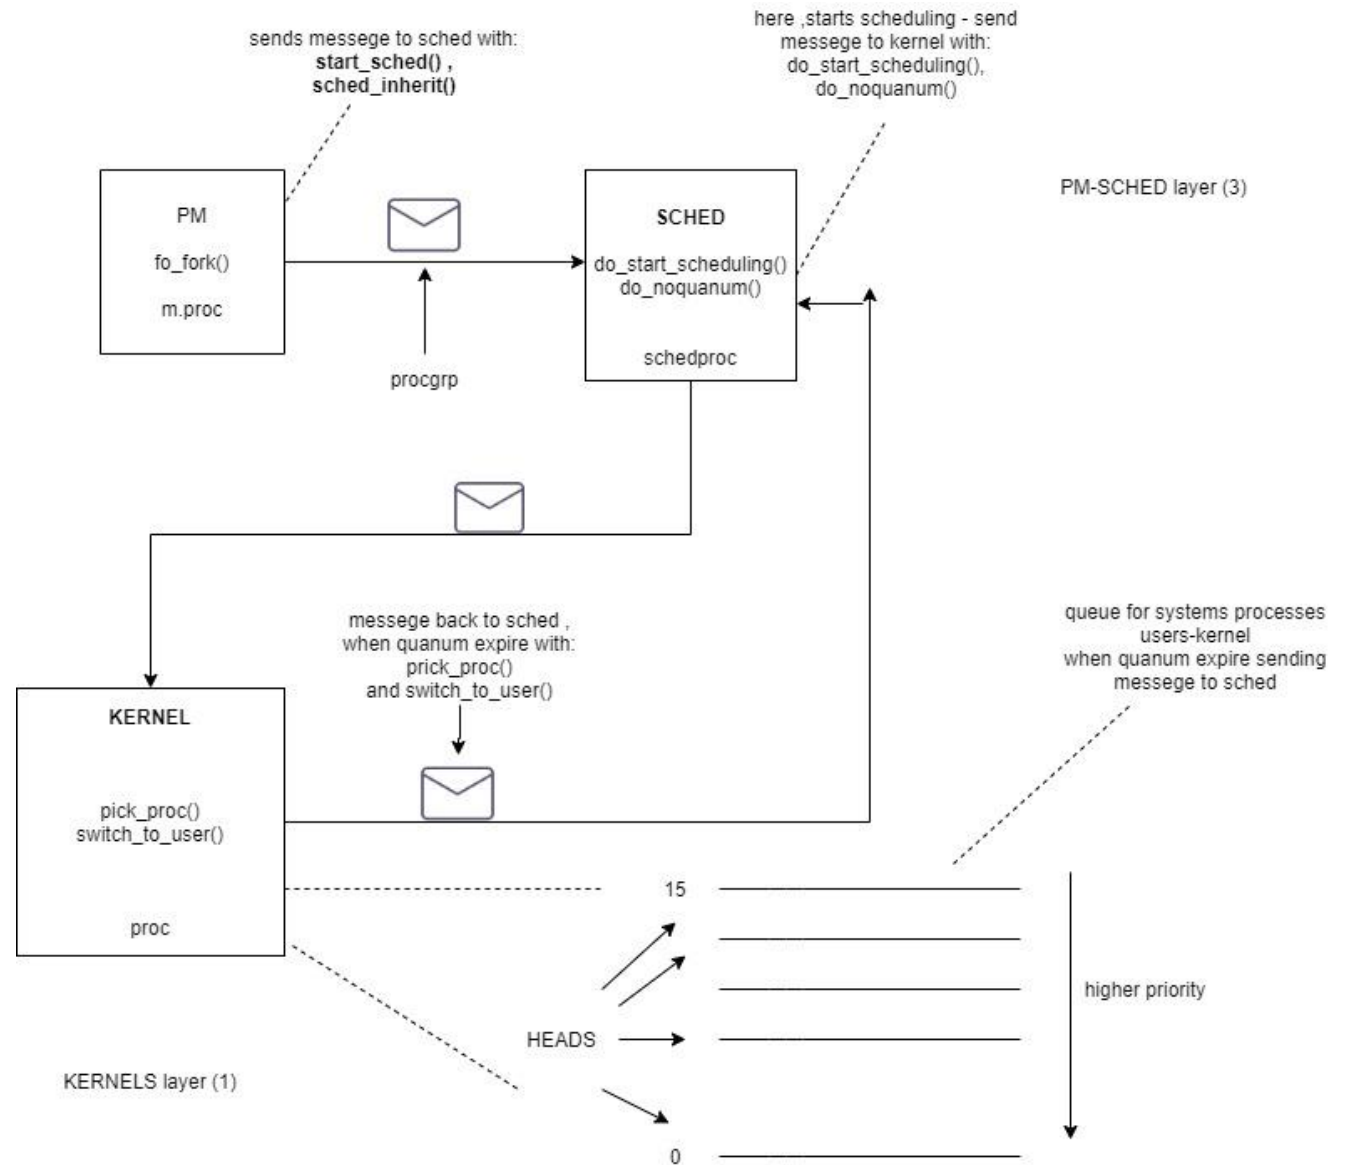 sends messege to sched with:
start_sched() ,
sched_inherit()
here ,starts scheduling - send
messege to kernel with:
do_start_scheduling(),
do_noquanum()
PM-SCHED layer (3)
PM
fo_fork()
m.proc
procgrp
SCHED
do_start_scheduling()
do_noquanum()
schedproc
messege back to sched ,
when quanum expire with:
prick_proc()
and switch_to_user()
queue for systems processes
users-kernel
when quanum expire sending
messege to sched
KERNEL
pick_proc()
switch_to_user()
proc
15
HEADS
higher priority
KERNELS layer (1)
0